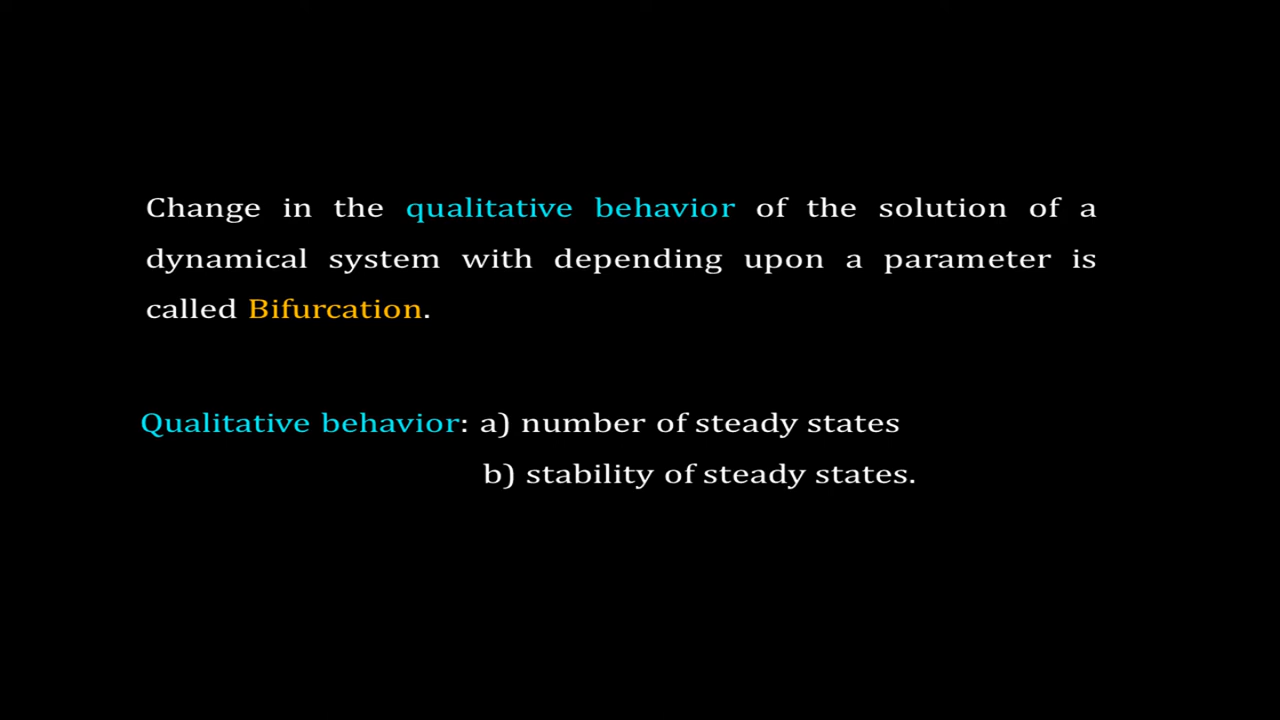 Change in the qualitative behavior of the solution of a
dynamical system with depending upon a parameter is
called Bifurcation.
Qualitative behavior: a) number of steady states
b) stability of steady states.